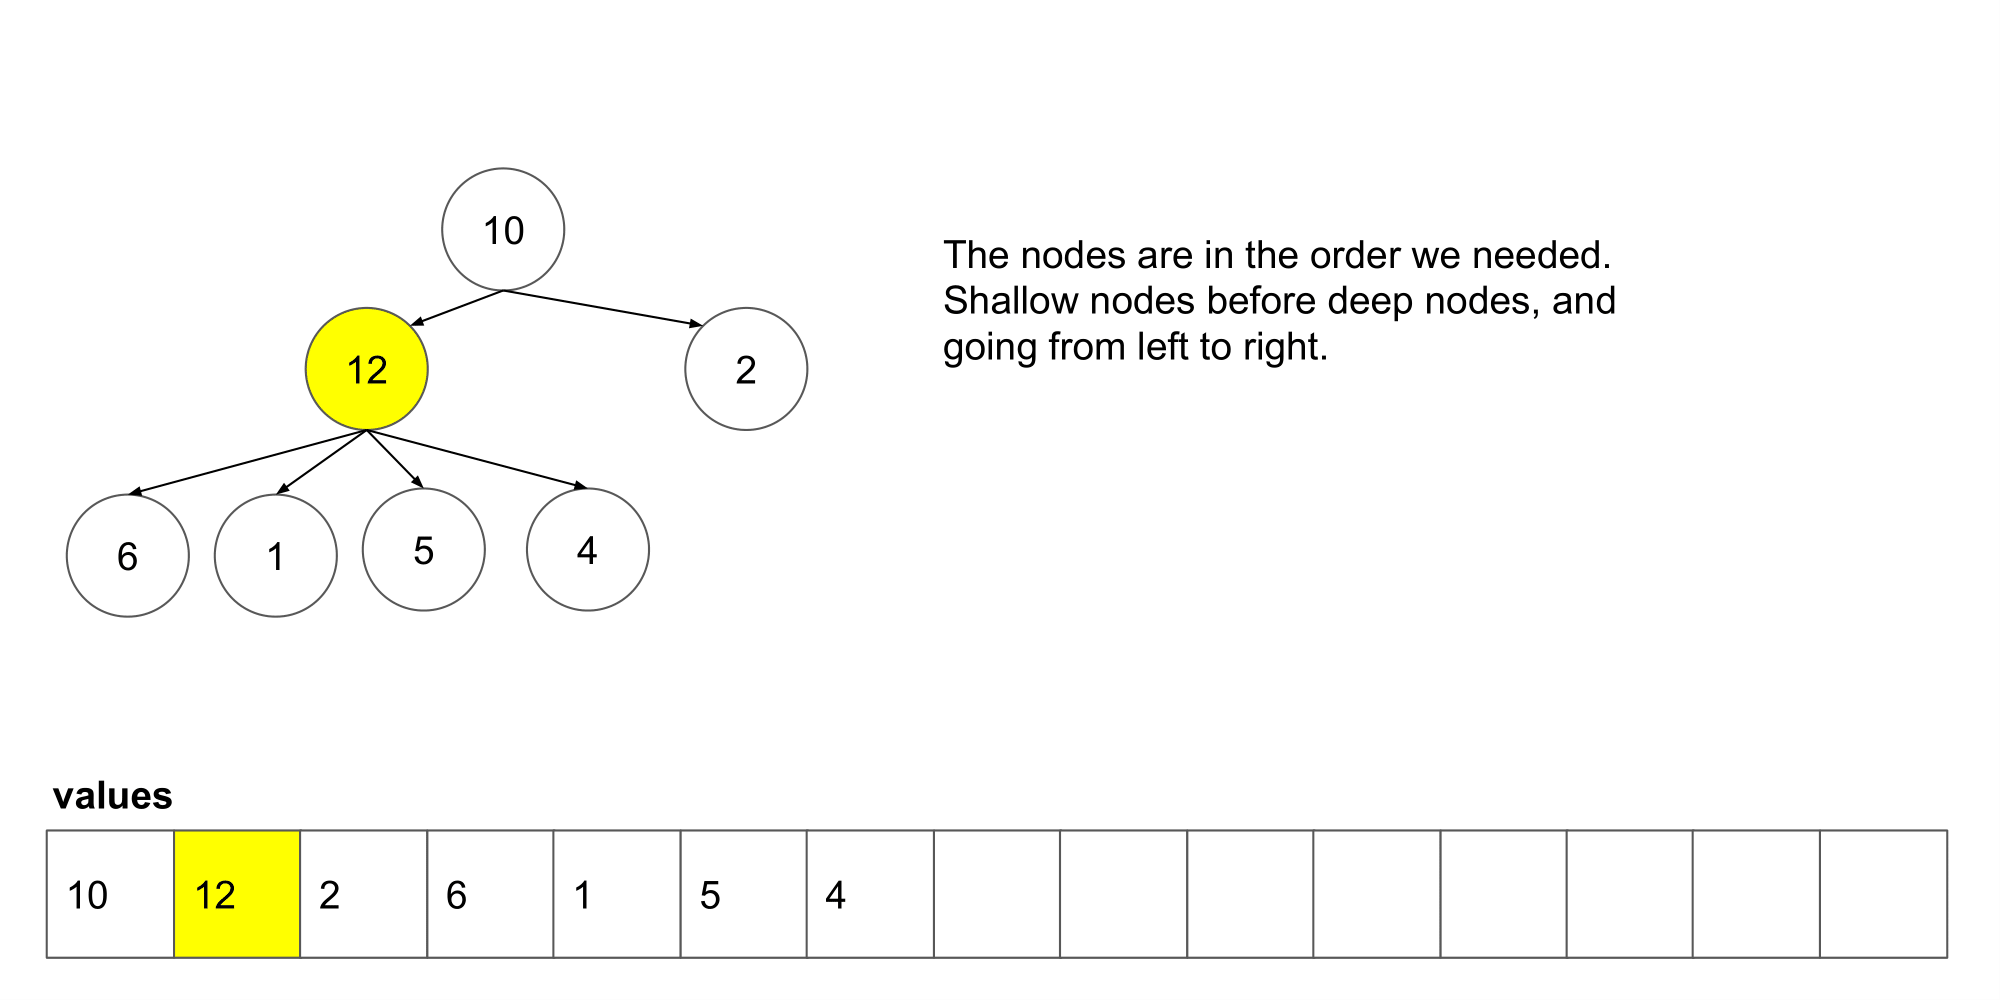 10
12
2
6
1
5
4
The nodes are in the order we needed.
Shallow nodes before deep nodes, and
going from left to right.
values
10 12 2 6 1 5 4